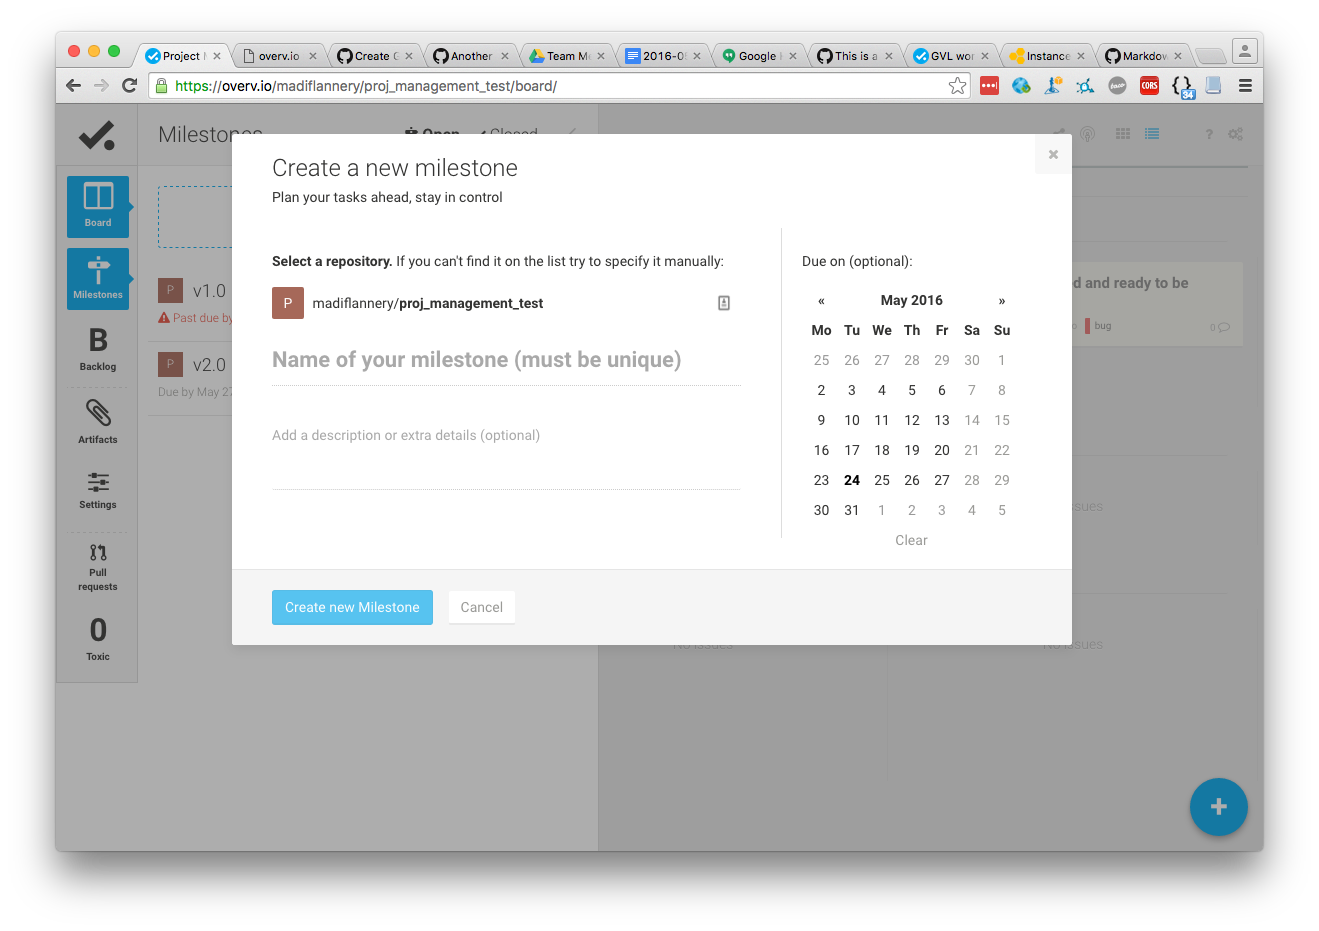 Project
overv.io
Create
Another
Team M
2016-0
Google
This is a
GVL wor
Instance
Markdow
https://overv.io/madiflannery/proj_management_test/board/
CORS
34
Milestones
Open
Closed
?
Create a new milestone
Plan your tasks ahead, stay in control
Board
Milestones
B
Backlog
Artifacts
Settings
Pull
requests
0
Toxic
P
v1.0
Past due by
P
v2.0
Due by May 27
Select a repository. If you can't find it on the list try to specify it manually:
P madiflannery/proj_management_test
Name of your milestone (must be unique)
Add a description or extra details (optional)
Due on (optional):
« May 2016 »
Mo Tu We Th Fr Sa Su
25 26 27 28 29 30 1
2 3 4 5 6 7 8
9 10 11 12 13 14 15
16 17 18 19 20 21 22
23 24 25 26 27 28 29
30 31 1 2 3 4 5
Clear
Create new Milestone
Cancel
d and ready to be
bug
0
ssues
No issues
No issues
+